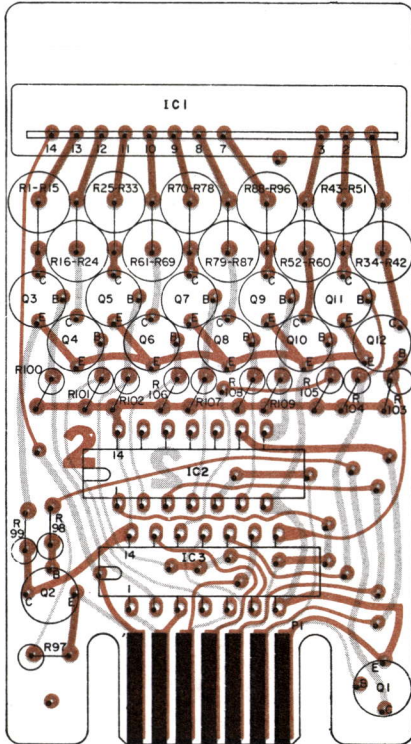 IC1
14 13 12 11 10 9 8 7 3 2 1
R1-R15 R25-R33 R70-R78 R88-R96 R43-R51
R16-R24 R61-R69 R79-R87 R52-R60 R34-R42
C C C C C
Q3 B Q5 B Q7 B Q9 B Q11 B
E C E C E C E C E C
Q4 B Q6 B Q8 B Q10 B Q12 B
E E E E E
R100 R101 R102 R106 R107 R108 R109 R105 R104 R103
2
14
IC2
1
R99 R98
14
IC3
B
Q2
C E
1
P1
R97
E
B Q1
C